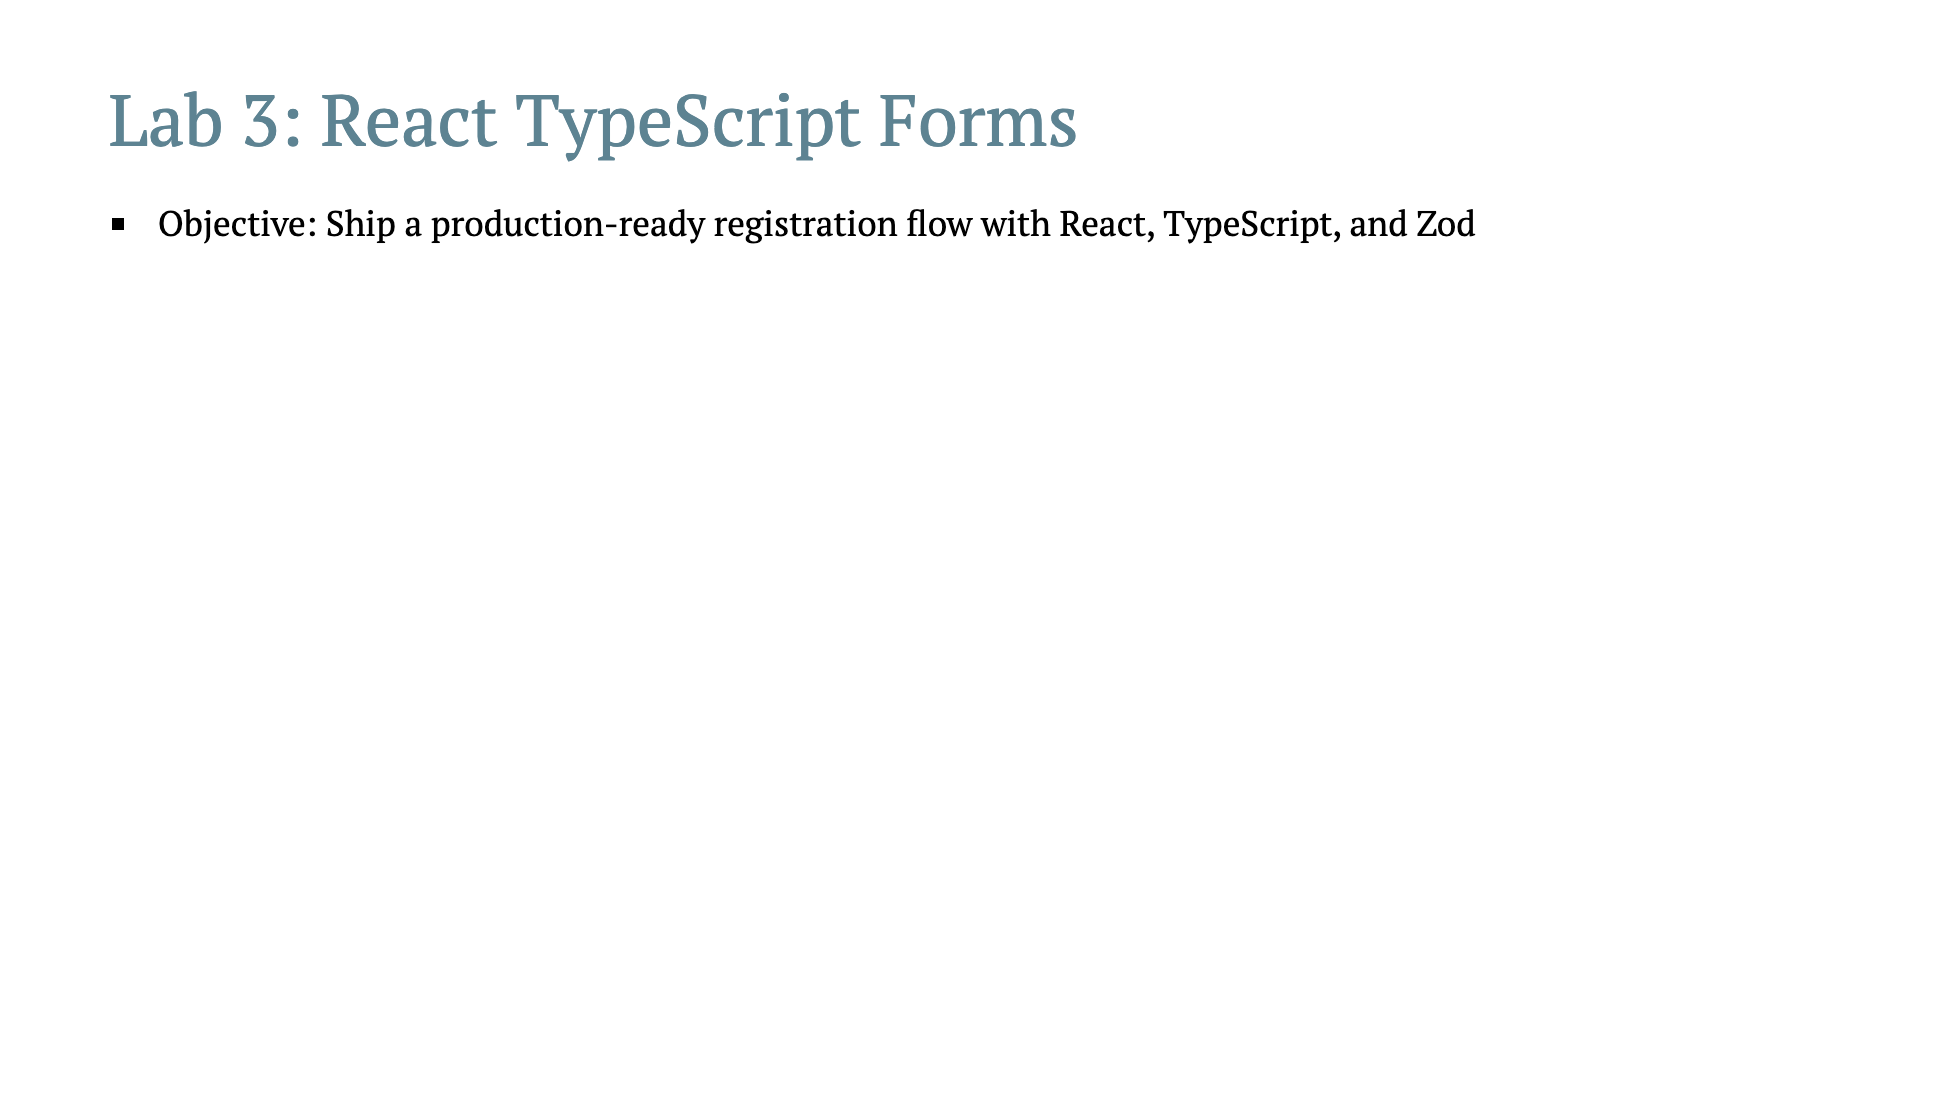 Lab 3: React TypeScript Forms
▪ Objective: Ship a production-ready registration flow with React, TypeScript, and Zod